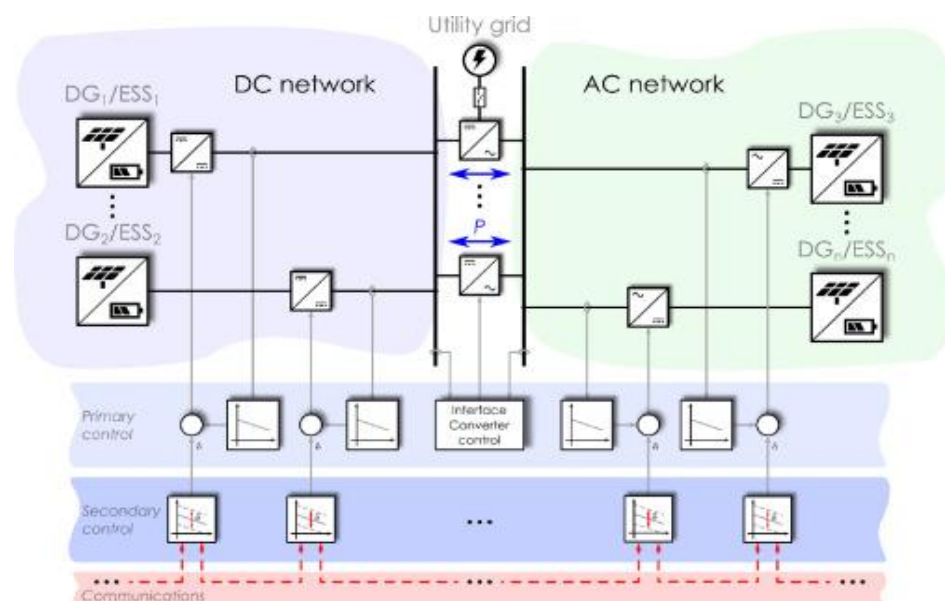 Utility grid
DC network
AC network
DG₁/ESS₁
DG₃/ESS₃
P
DG₂/ESS₂
DGₙ/ESSₙ
Primary
control
Interface
Converter
control
Secondary
control
Communications